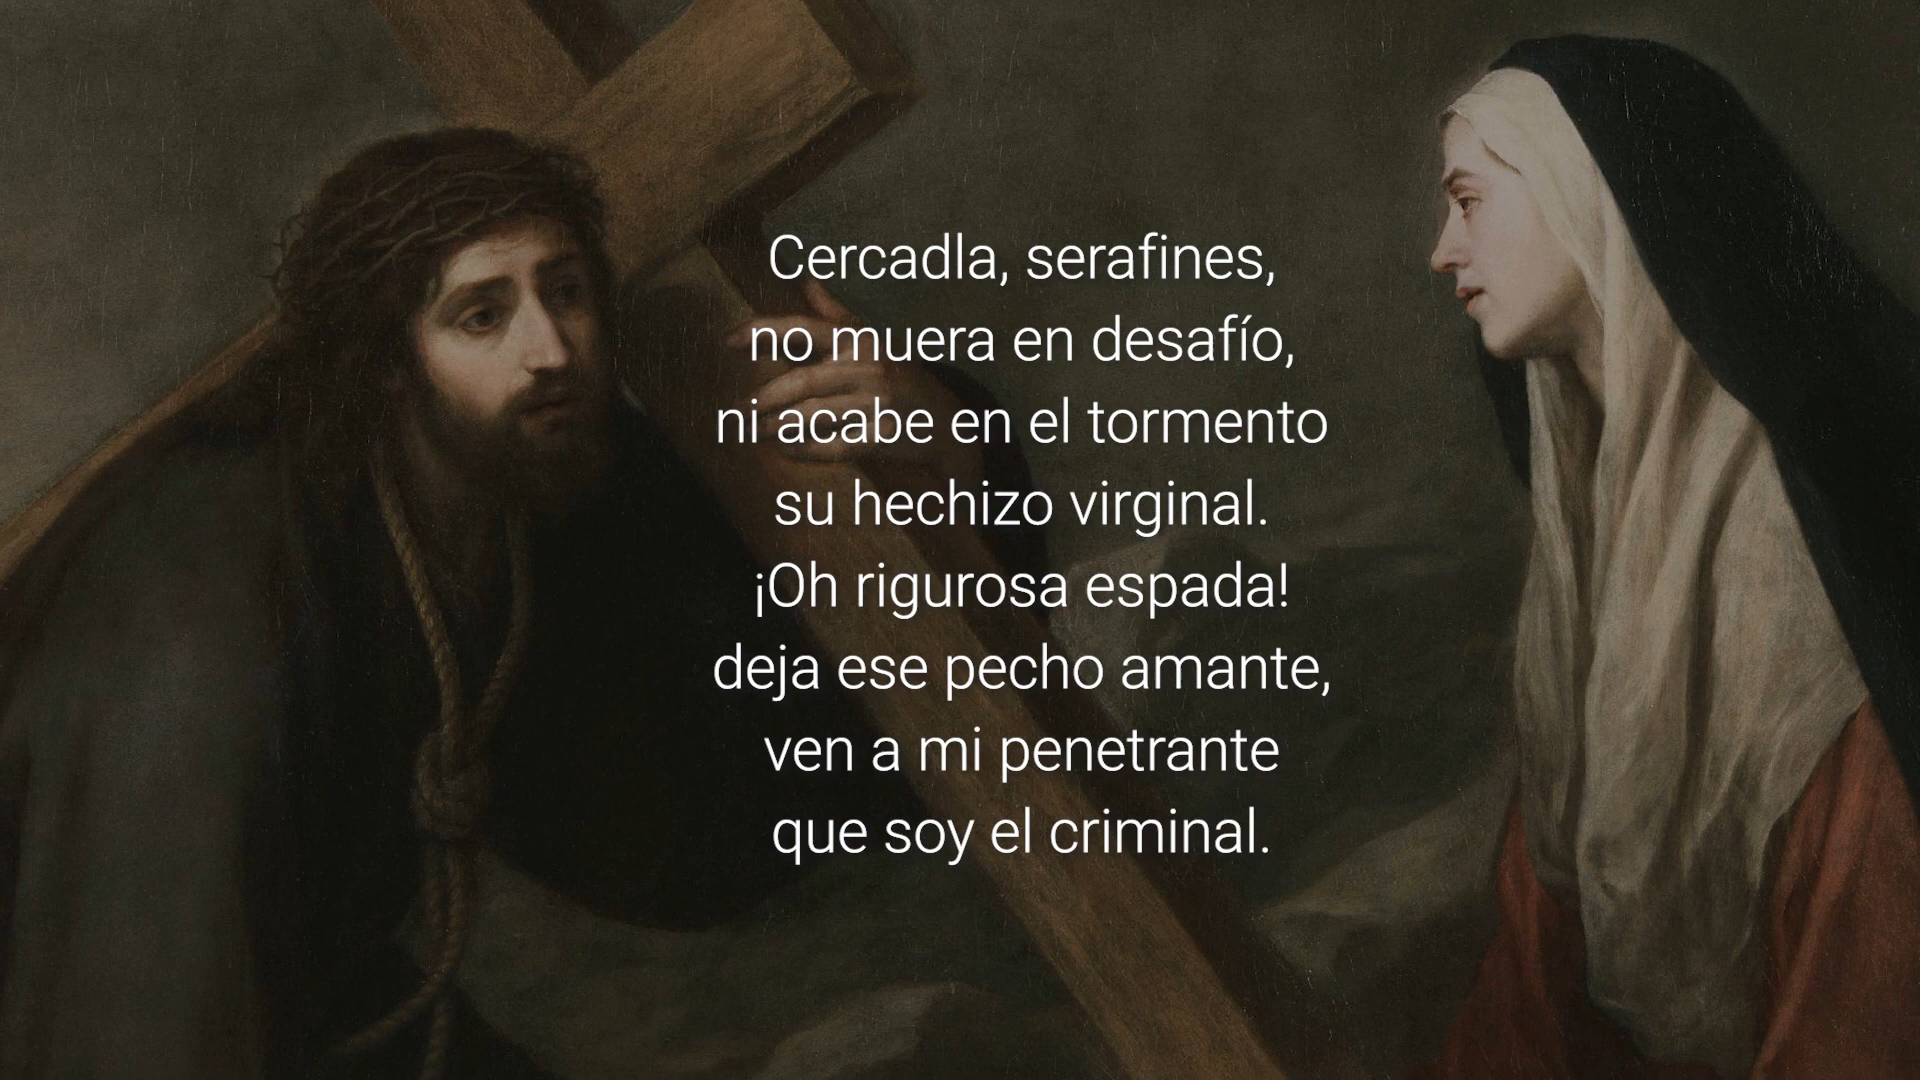 Cercadla, serafines,
no muera en desafío,
ni acabe en el tormento
su hechizo virginal.
¡Oh rigurosa espada!
deja ese pecho amante,
ven a mi penetrante
que soy el criminal.